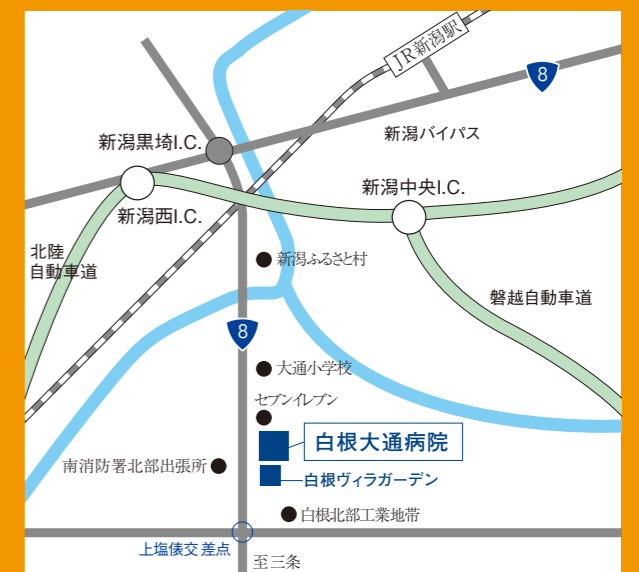 JR新潟駅
8
新潟バイパス
新潟黒埼I.C.
新潟中央I.C.
新潟西I.C.
北陸
自動車道
新潟ふるさと村
磐越自動車道
8
大通小学校
セブンイレブン
白根大通病院
南消防署北部出張所
白根ヴィラガーデン
白根北部工業地帯
上塩俵交差点
至三条